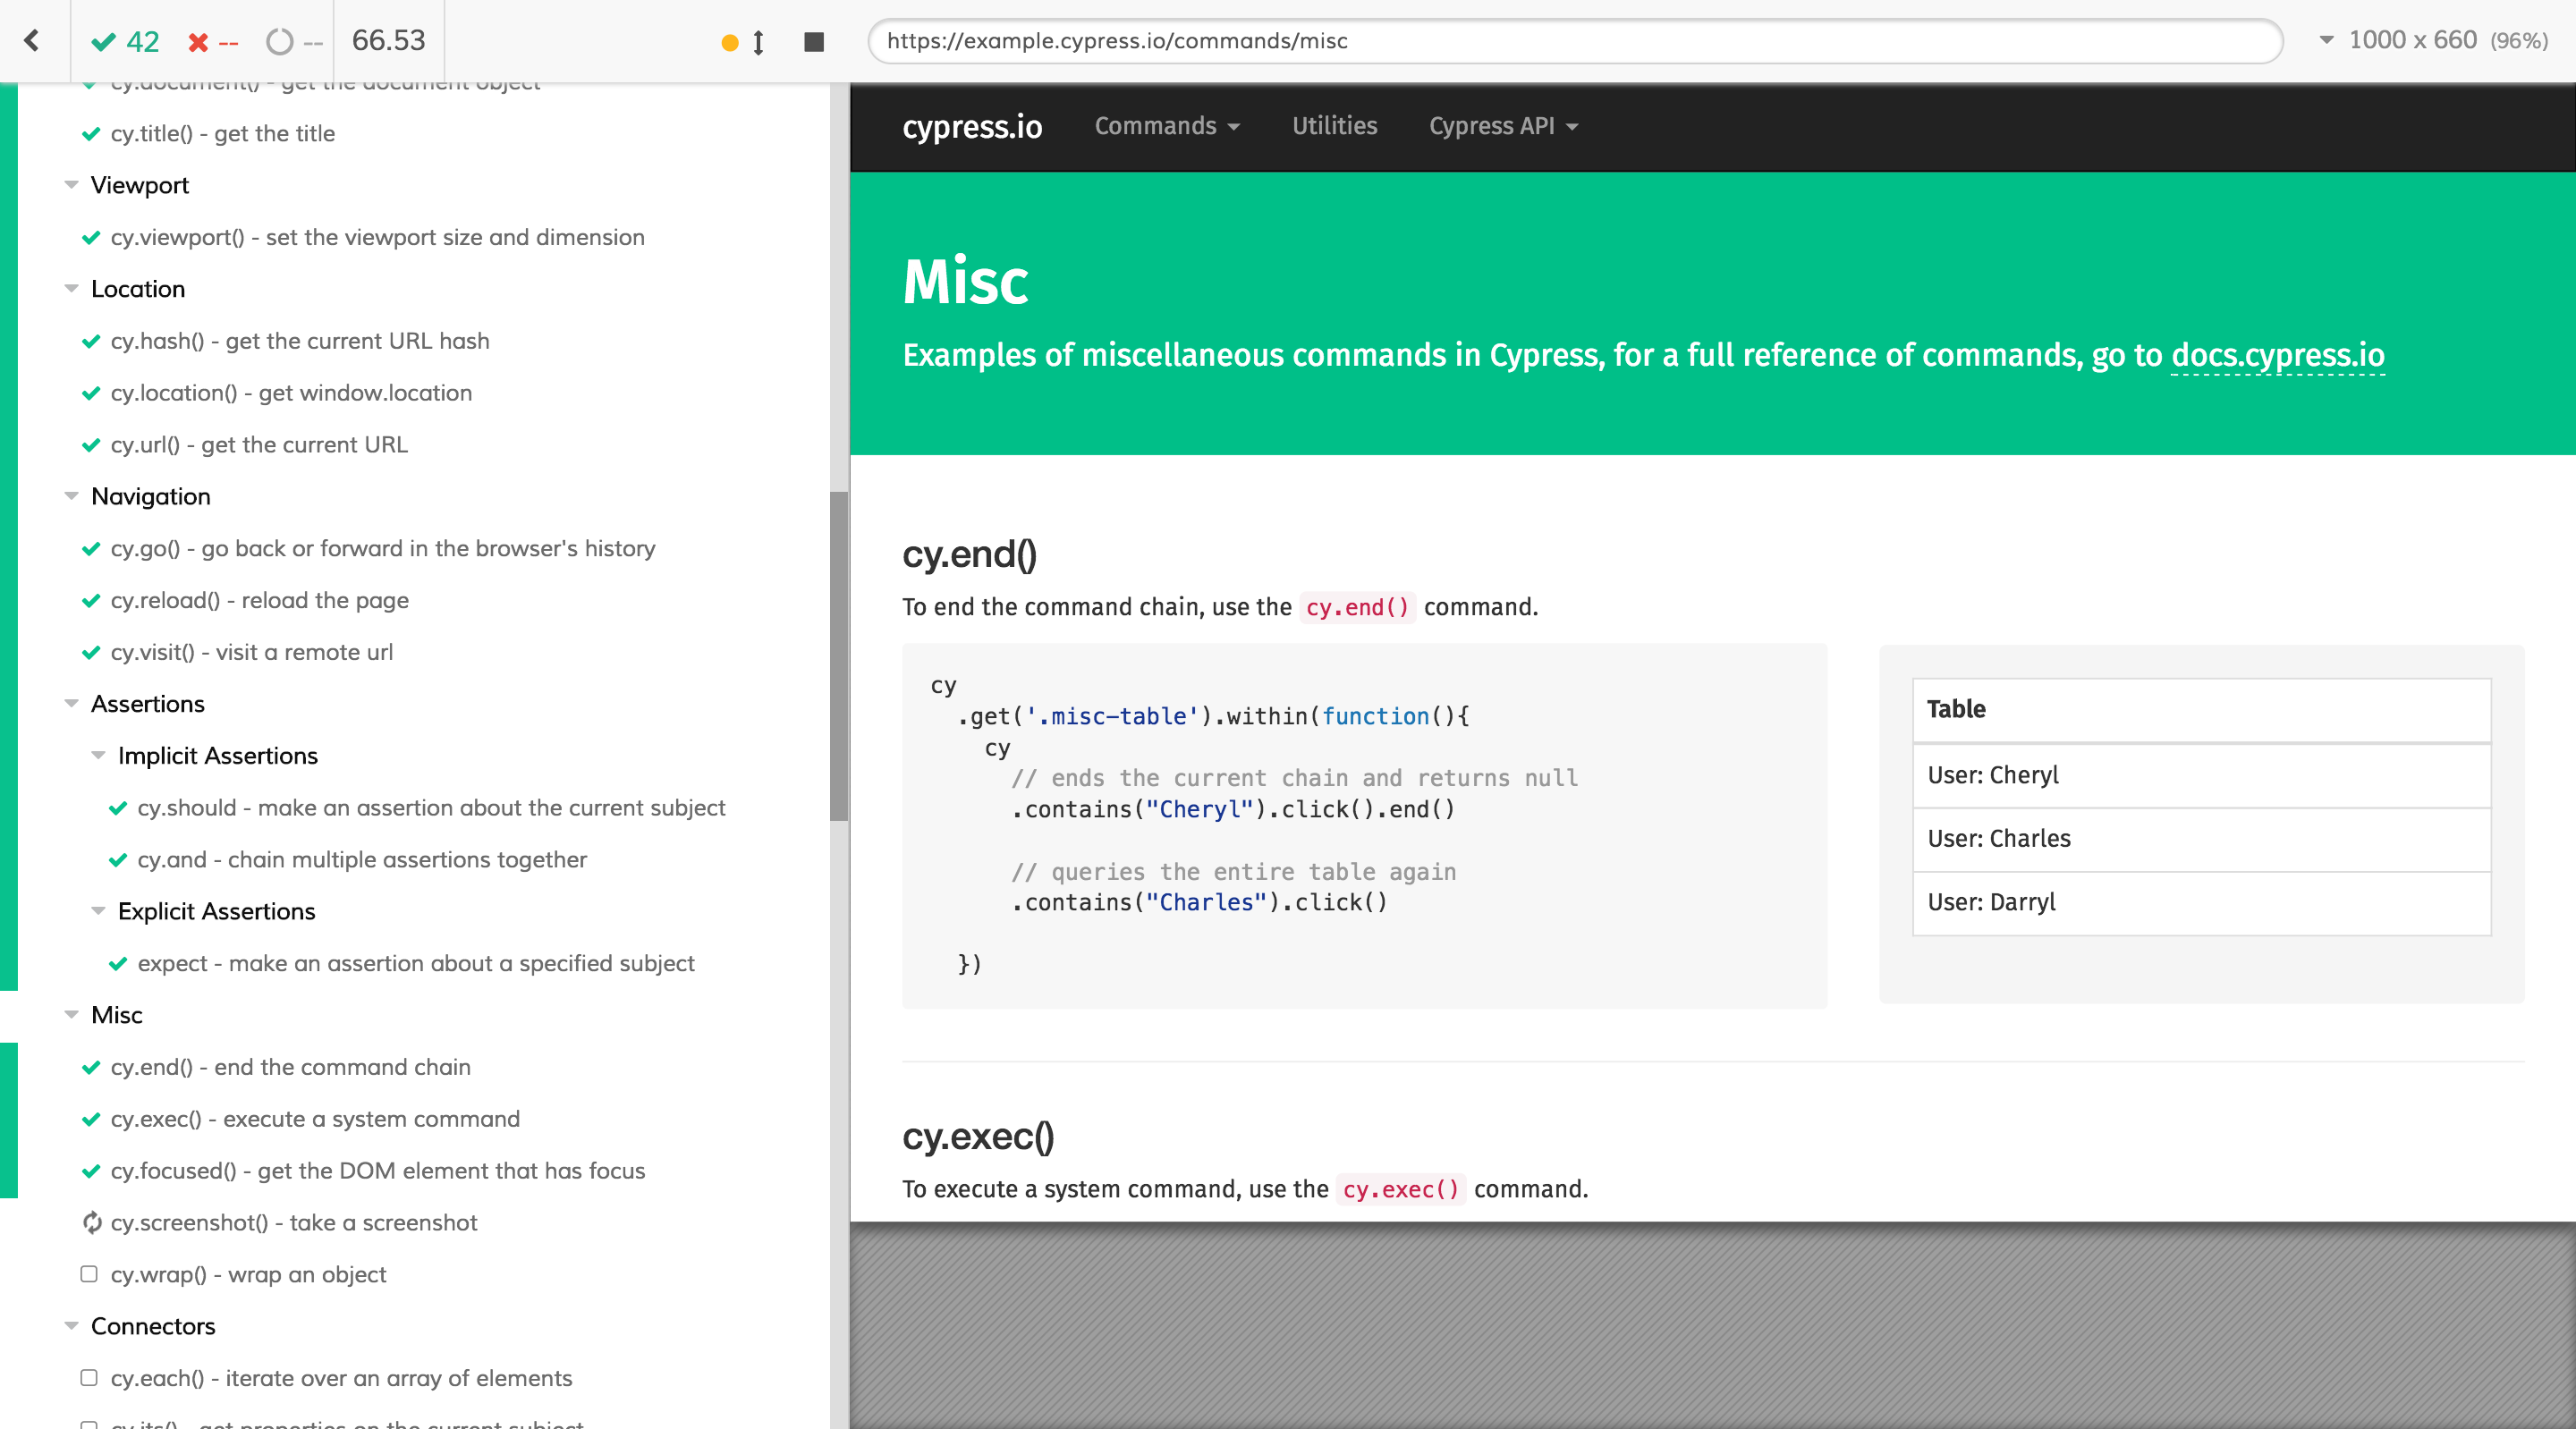 42 -- -- 66.53
https://example.cypress.io/commands/misc
1000 x 660 (96%)
cy.document() - get the document object
cy.title() - get the title
Viewport
cy.viewport() - set the viewport size and dimension
Location
cy.hash() - get the current URL hash
cy.location() - get window.location
cy.url() - get the current URL
Navigation
cy.go() - go back or forward in the browser's history
cy.reload() - reload the page
cy.visit() - visit a remote url
Assertions
Implicit Assertions
cy.should - make an assertion about the current subject
cy.and - chain multiple assertions together
Explicit Assertions
expect - make an assertion about a specified subject
Misc
cy.end() - end the command chain
cy.exec() - execute a system command
cy.focused() - get the DOM element that has focus
cy.screenshot() - take a screenshot
cy.wrap() - wrap an object
Connectors
cy.each() - iterate over an array of elements
cy.its() - get properties on the current subject
cypress.io Commands Utilities Cypress API
Misc
Examples of miscellaneous commands in Cypress, for a full reference of commands, go to docs.cypress.io
cy.end()
To end the command chain, use the cy.end() command.
cy
.get('.misc-table').within(function(){
cy
// ends the current chain and returns null
.contains("Cheryl").click().end()
// queries the entire table again
.contains("Charles").click()
})
Table
User: Cheryl
User: Charles
User: Darryl
cy.exec()
To execute a system command, use the cy.exec() command.